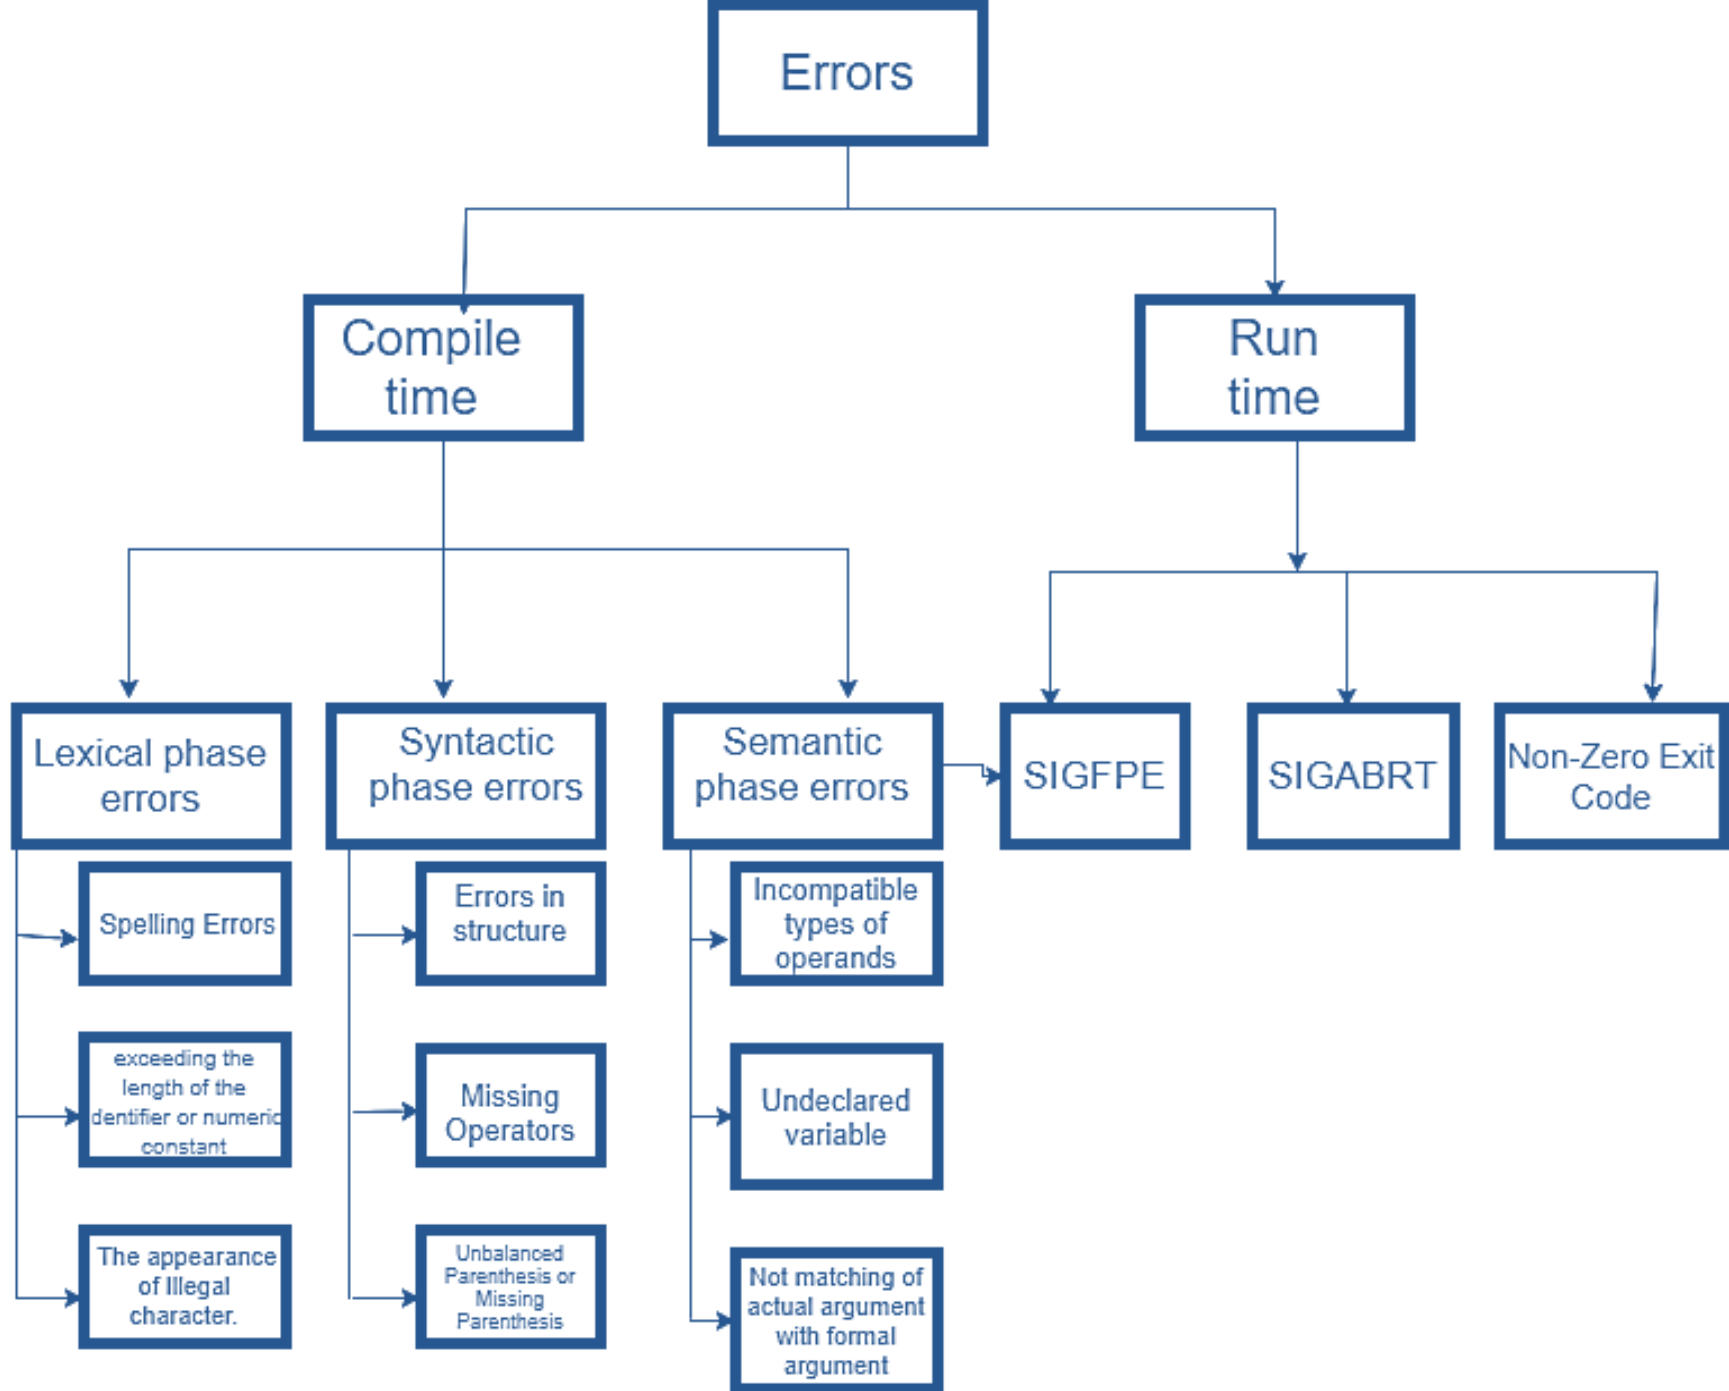 Errors
Compile
time
Run
time
Lexical phase
errors
Syntactic
phase errors
Semantic
phase errors
SIGFPE
SIGABRT
Non-Zero Exit
Code
Spelling Errors
exceeding the
length of the
dentifier or numeric
constant
The appearance
of Illegal
character.
Errors in
structure
Missing
Operators
Unbalanced
Parenthesis or
Missing
Parenthesis
Incompatible
types of
operands
Undeclared
variable
Not matching of
actual argument
with formal
argument